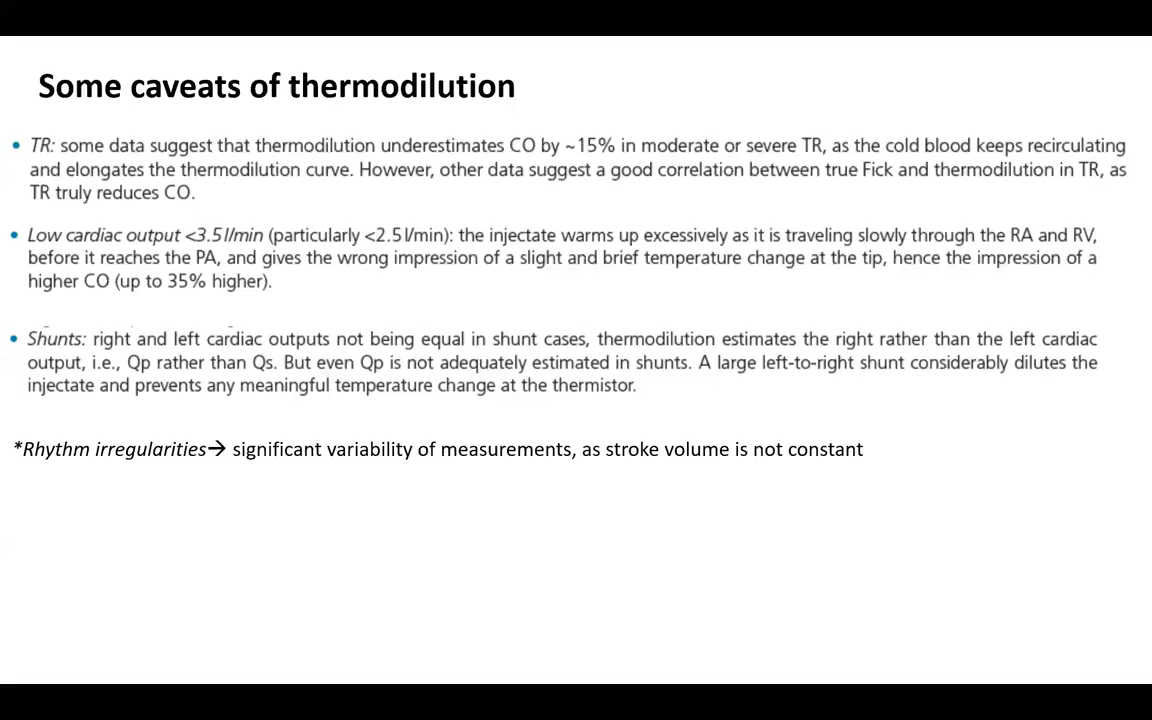 Some caveats of thermodilution
• TR: some data suggest that thermodilution underestimates CO by ~15% in moderate or severe TR, as the cold blood keeps recirculating
and elongates the thermodilution curve. However, other data suggest a good correlation between true Fick and thermodilution in TR, as
TR truly reduces CO.
• Low cardiac output <3.5 l/min (particularly <2.5 l/min): the injectate warms up excessively as it is traveling slowly through the RA and RV,
before it reaches the PA, and gives the wrong impression of a slight and brief temperature change at the tip, hence the impression of a
higher CO (up to 35% higher).
• Shunts: right and left cardiac outputs not being equal in shunt cases, thermodilution estimates the right rather than the left cardiac
output, i.e., Qp rather than Qs. But even Qp is not adequately estimated in shunts. A large left-to-right shunt considerably dilutes the
injectate and prevents any meaningful temperature change at the thermistor.
*Rhythm irregularities→ significant variability of measurements, as stroke volume is not constant